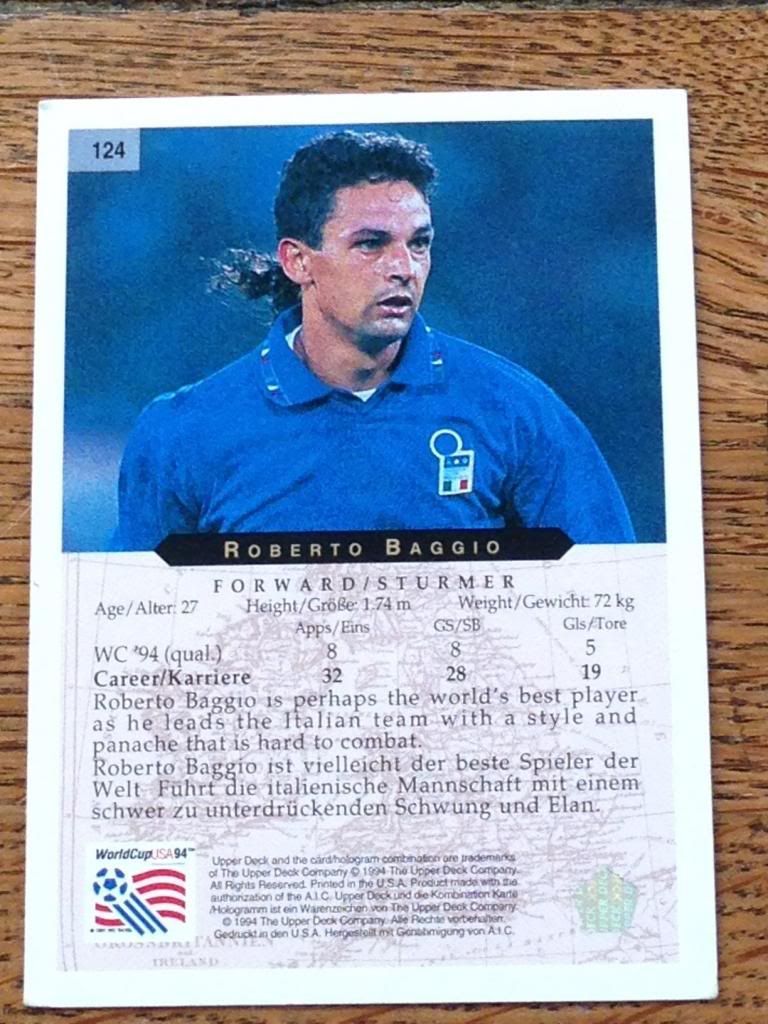 124
ROBERTO BAGGIO
FORWARD/STURMER
Age/Alter: 27 Height/Größe: 1.74 m Weight/Gewicht: 72 kg
Apps/Eins GS/SB Gls/Tore
WC '94 (qual.) 8 8 5
Career/Karriere 32 28 19
Roberto Baggio is perhaps the world's best player
as he leads the Italian team with a style and
panache that is hard to combat.
Roberto Baggio ist vielleicht der beste Spieler der
Welt. Führt die italienische Mannschaft mit einem
schwer zu unterdrückenden Schwung und Elan.
WorldCupUSA94™
Upper Deck and the card/hologram combination are trademarks
of The Upper Deck Company © 1994 The Upper Deck Company.
All Rights Reserved. Printed in the U.S.A. Product made with the
authorization of the A.I.C. Upper Deck und die Kombination Karte
/Hologramm ist ein Warenzeichen von The Upper Deck Company.
© 1994 The Upper Deck Company. Alle Rechte vorbehalten.
Gedruckt in den U.S.A. Hergestellt mit Genehmigung von A.I.C.
GROSSBRITANNIEN
IRELAND